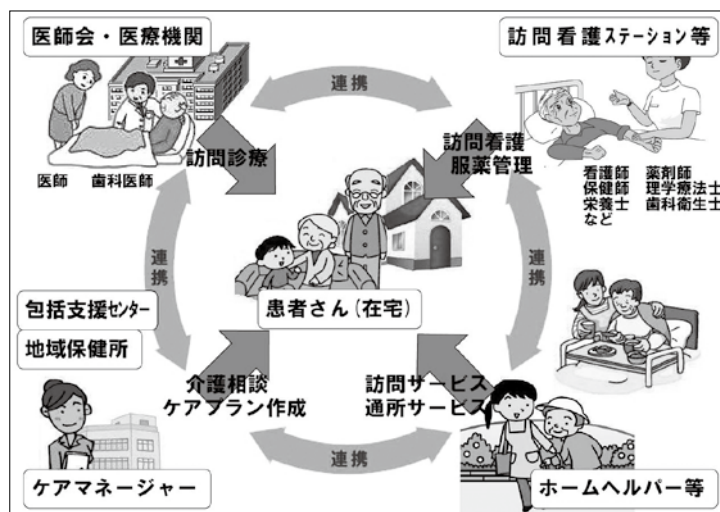 医師会・医療機関
訪問看護ステーション等
連携
訪問診療
訪問看護
服薬管理
医師 歯科医師
看護師 薬剤師
保健師 理学療法士
栄養士 歯科衛生士
など
連携
連携
包括支援センター
地域保健所
患者さん(在宅)
介護相談
ケアプラン作成
訪問サービス
通所サービス
連携
ケアマネージャー
ホームヘルパー等